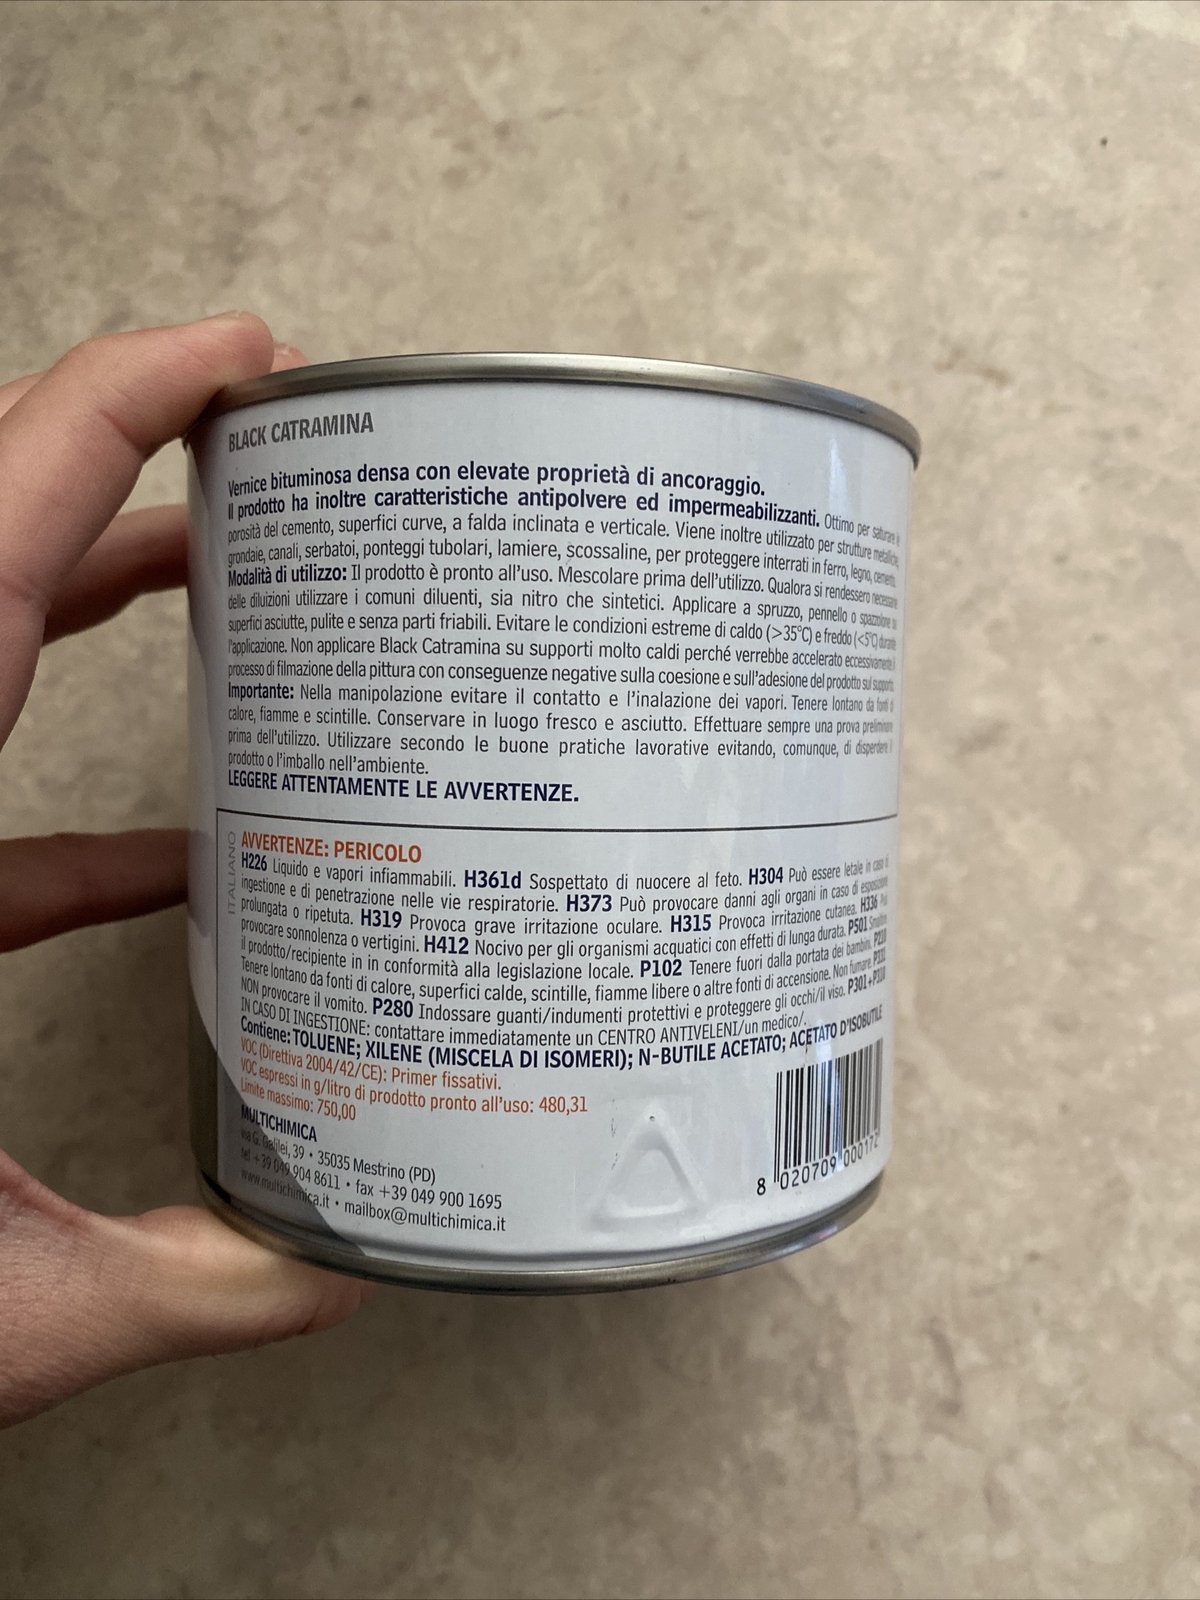 BLACK CATRAMINA
Vernice bituminosa densa con elevate proprietà di ancoraggio.
Il prodotto ha inoltre caratteristiche antipolvere ed impermeabilizzanti. Ottimo per saturare le
porosità del cemento, superfici curve, a falda inclinata e verticale. Viene inoltre utilizzato per strutture metalliche,
grondaie, canali, serbatoi, ponteggi tubolari, lamiere, scossaline, per proteggere interrati in ferro, legno, cemento.
Modalità di utilizzo: Il prodotto è pronto all'uso. Mescolare prima dell'utilizzo. Qualora si rendessero necessarie
delle diluizioni utilizzare i comuni diluenti, sia nitro che sintetici. Applicare a spruzzo, pennello o spazzolone su
superfici asciutte, pulite e senza parti friabili. Evitare le condizioni estreme di caldo (>35°C) e freddo (<5°C) durante
l'applicazione. Non applicare Black Catramina su supporti molto caldi perché verrebbe accelerato eccessivamente il
processo di filmazione della pittura con conseguenze negative sulla coesione e sull'adesione del prodotto sul supporto.
Importante: Nella manipolazione evitare il contatto e l'inalazione dei vapori. Tenere lontano da fonti di
calore, fiamme e scintille. Conservare in luogo fresco e asciutto. Effettuare sempre una prova preliminare
prima dell'utilizzo. Utilizzare secondo le buone pratiche lavorative evitando, comunque, di disperdere il
prodotto o l'imballo nell'ambiente.
LEGGERE ATTENTAMENTE LE AVVERTENZE.
ITALIANO
AVVERTENZE: PERICOLO
H226 Liquido e vapori infiammabili. H361d Sospettato di nuocere al feto. H304 Può essere letale in caso di
ingestione e di penetrazione nelle vie respiratorie. H373 Può provocare danni agli organi in caso di esposizione
prolungata o ripetuta. H319 Provoca grave irritazione oculare. H315 Provoca irritazione cutanea. H336 Può
provocare sonnolenza o vertigini. H412 Nocivo per gli organismi acquatici con effetti di lunga durata. P501 Smaltire
il prodotto/recipiente in in conformità alla legislazione locale. P102 Tenere fuori dalla portata dei bambini. P210
Tenere lontano da fonti di calore, superfici calde, scintille, fiamme libere o altre fonti di accensione. Non fumare. P331
NON provocare il vomito. P280 Indossare guanti/indumenti protettivi e proteggere gli occhi/il viso. P301+P310
IN CASO DI INGESTIONE: contattare immediatamente un CENTRO ANTIVELENI/un medico/.
Contiene: TOLUENE; XILENE (MISCELA DI ISOMERI); N-BUTILE ACETATO; ACETATO D'ISOBUTILE
VOC (Direttiva 2004/42/CE): Primer fissativi.
VOC espressi in g/litro di prodotto pronto all'uso: 480,31
Limite massimo: 750,00
MULTICHIMICA
via G. Galilei, 39 • 35035 Mestrino (PD)
tel +39 049 904 8611 • fax +39 049 900 1695
www.multichimica.it • mailbox@multichimica.it
8 020709 000172